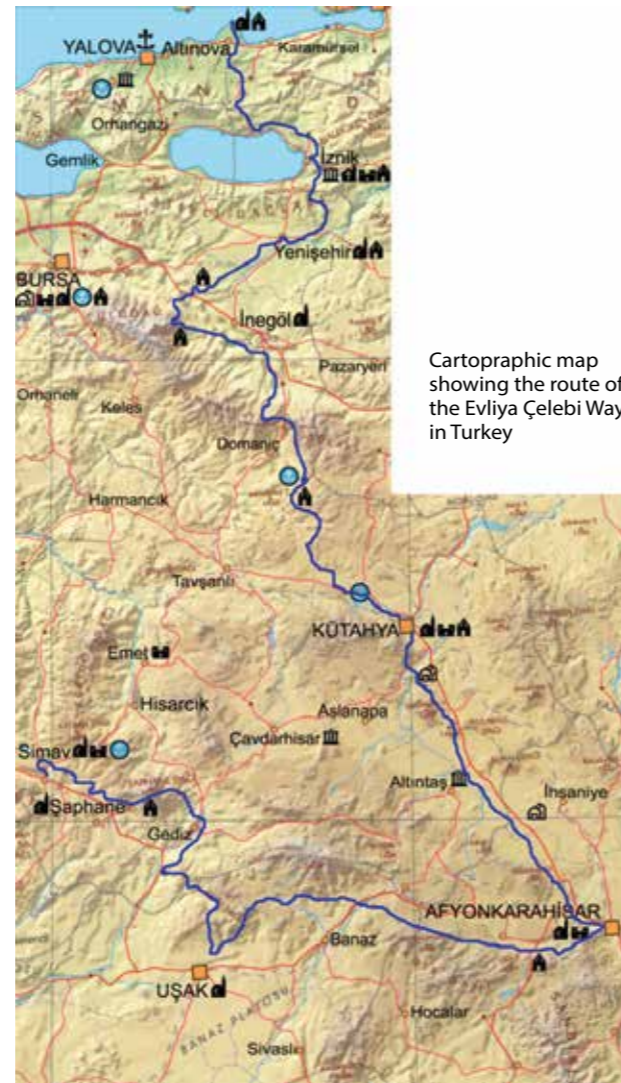 YALOVA
Altınova
Karamürsel
Orhangazi
Gemlik
İznik
Yenişehir
BURSA
İnegöl
Pazaryeri
Orhaneli
Keles
Domaniç
Harmancık
Tavşanlı
KÜTAHYA
Emet
Hisarcık
Aslanapa
Simav
Çavdarhisar
Altıntaş
İhsaniye
Şaphane
Gediz
AFYONKARAHİSAR
Banaz
UŞAK
Hocalar
BANAZ PLATOSU
Sivaslı
Cartopraphic map
showing the route of
the Evliya Çelebi Way
in Turkey